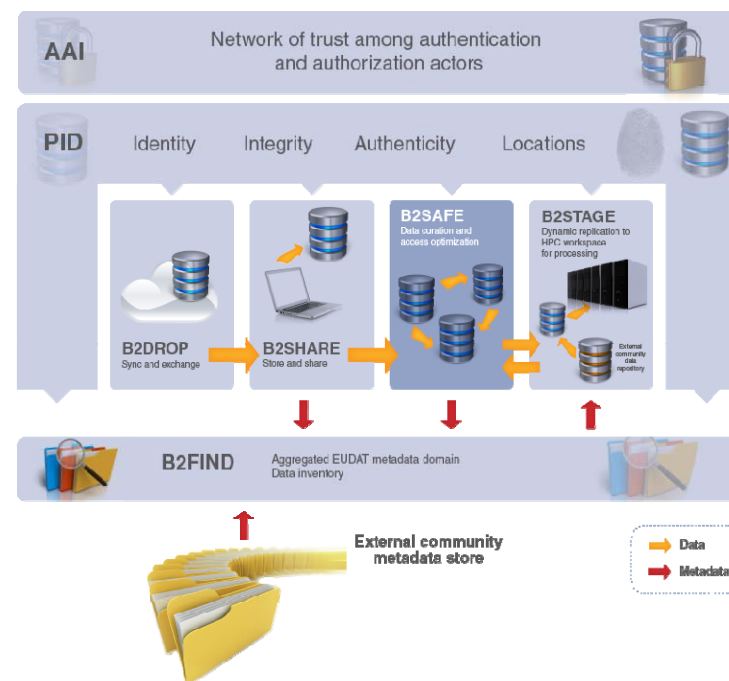 AAI
Network of trust among authentication
and authorization actors
PID
Identity
Integrity
Authenticity
Locations
B2SAFE
Data curation and
access optimization
B2STAGE
Dynamic replication to
HPC workspace
for processing
B2DROP
Sync and exchange
B2SHARE
Store and share
External
community
data
repository
B2FIND
Aggregated EUDAT metadata domain
Data inventory
External community
metadata store
Data
Metadata